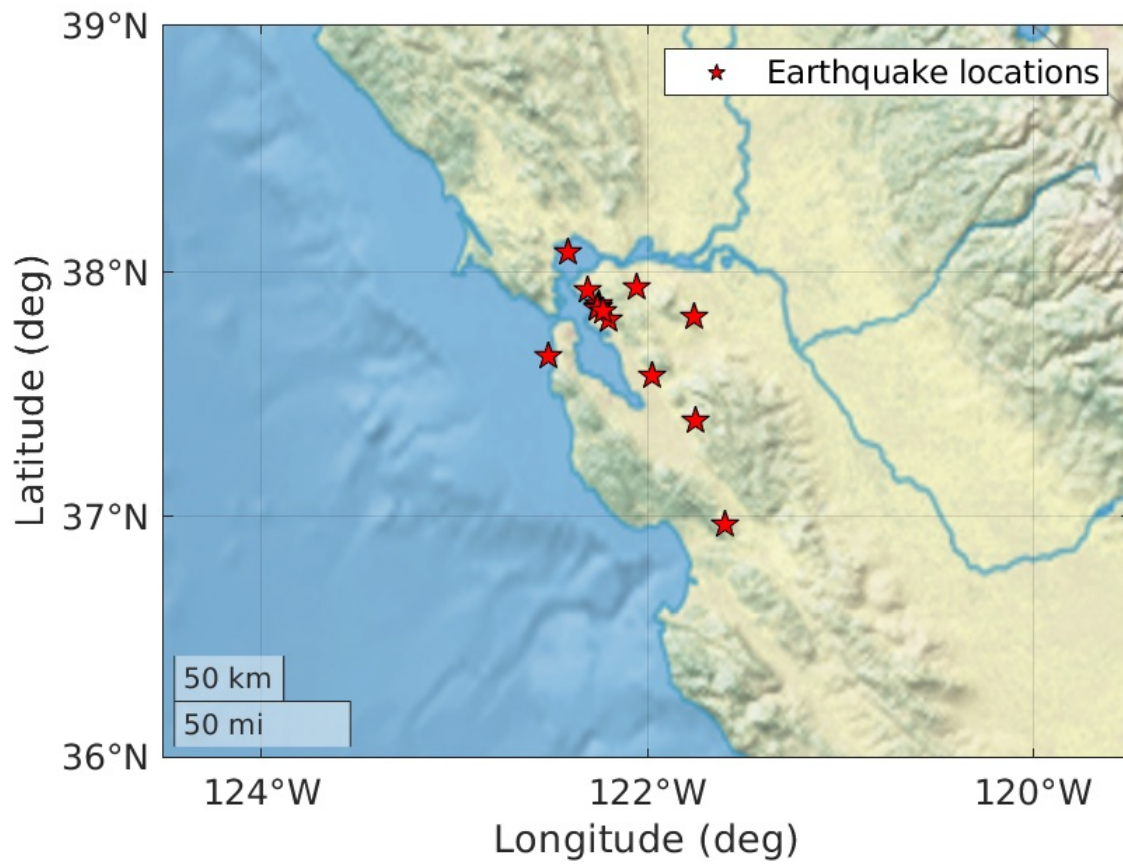 39°N
Earthquake locations
38°N
Latitude (deg)
37°N
50 km
50 mi
36°N
124°W
122°W
120°W
Longitude (deg)